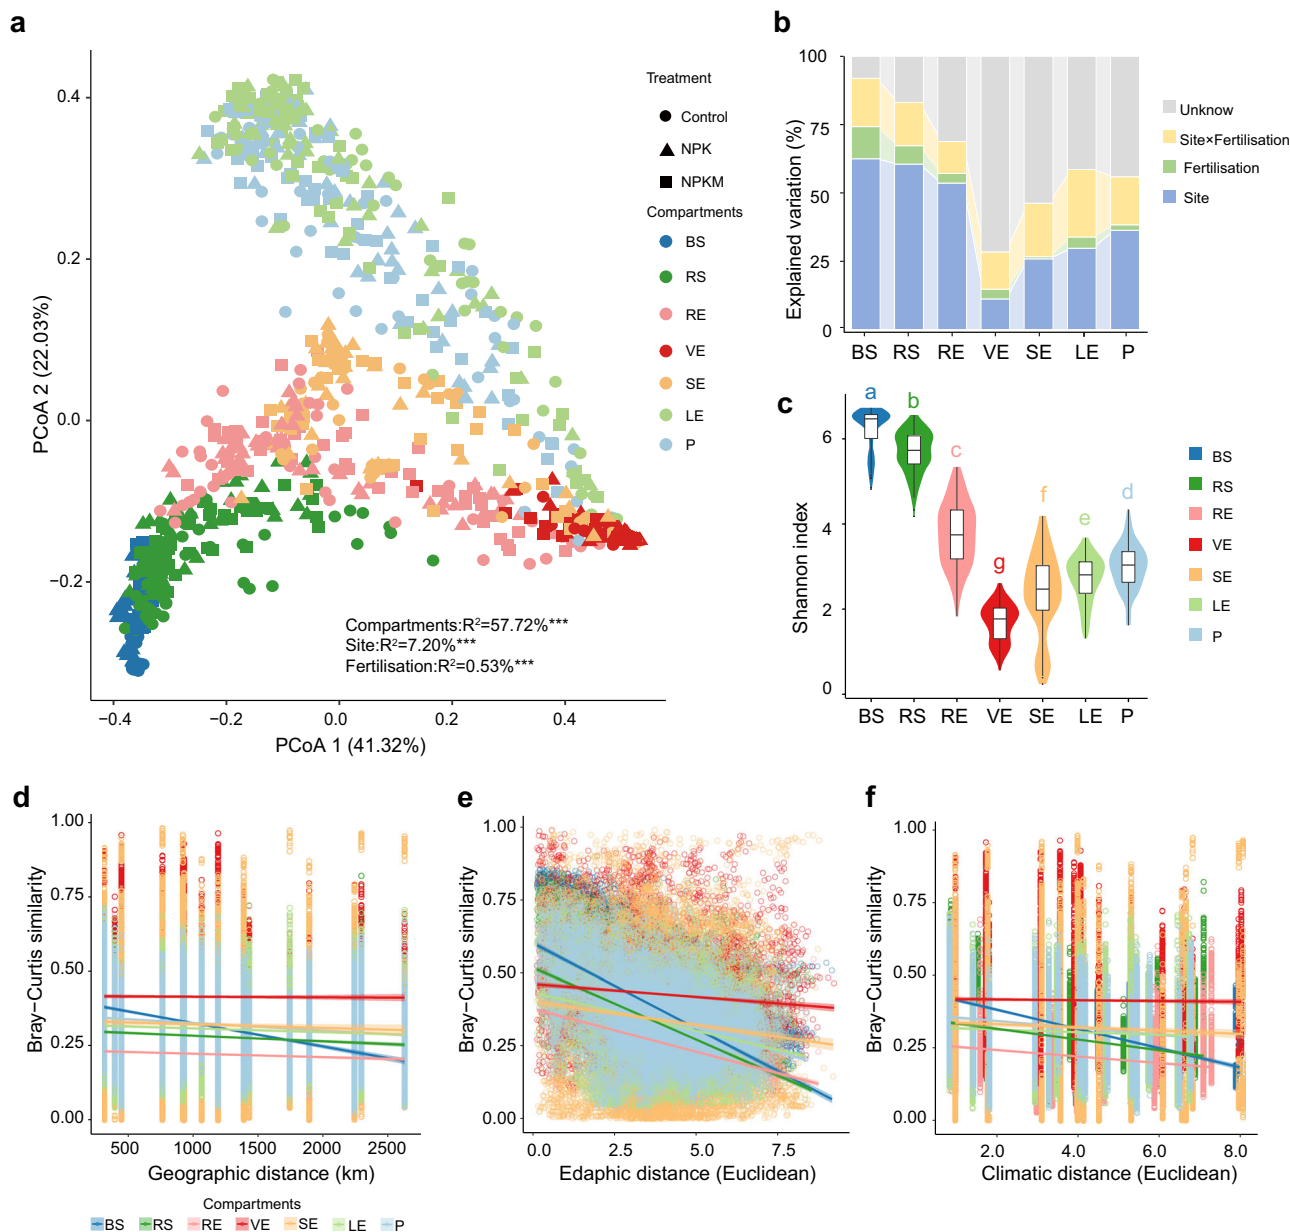 a
0.4
0.2
0.0
−0.2
PCoA 2 (22.03%)
−0.4
−0.2
0.0
0.2
0.4
PCoA 1 (41.32%)
Treatment
Control
NPK
NPKM
Compartments
BS
RS
RE
VE
SE
LE
P
Compartments:R²=57.72%***
Site:R²=7.20%***
Fertilisation:R²=0.53%***
b
100
75
50
25
0
Explained variation (%)
BS RS RE VE SE LE P
Unknow
Site×Fertilisation
Fertilisation
Site
c
6
4
2
0
Shannon index
a
b
c
g
f
e
d
BS RS RE VE SE LE P
BS
RS
RE
VE
SE
LE
P
d
1.00
0.75
0.50
0.25
0.00
Bray−Curtis similarity
500 1000 1500 2000 2500
Geographic distance (km)
Compartments
BS RS RE VE SE LE P
e
1.00
0.75
0.50
0.25
0.00
Bray−Curtis similarity
0.0 2.5 5.0 7.5
Edaphic distance (Euclidean)
f
1.00
0.75
0.50
0.25
0.00
Bray−Curtis similarity
2.0 4.0 6.0 8.0
Climatic distance (Euclidean)